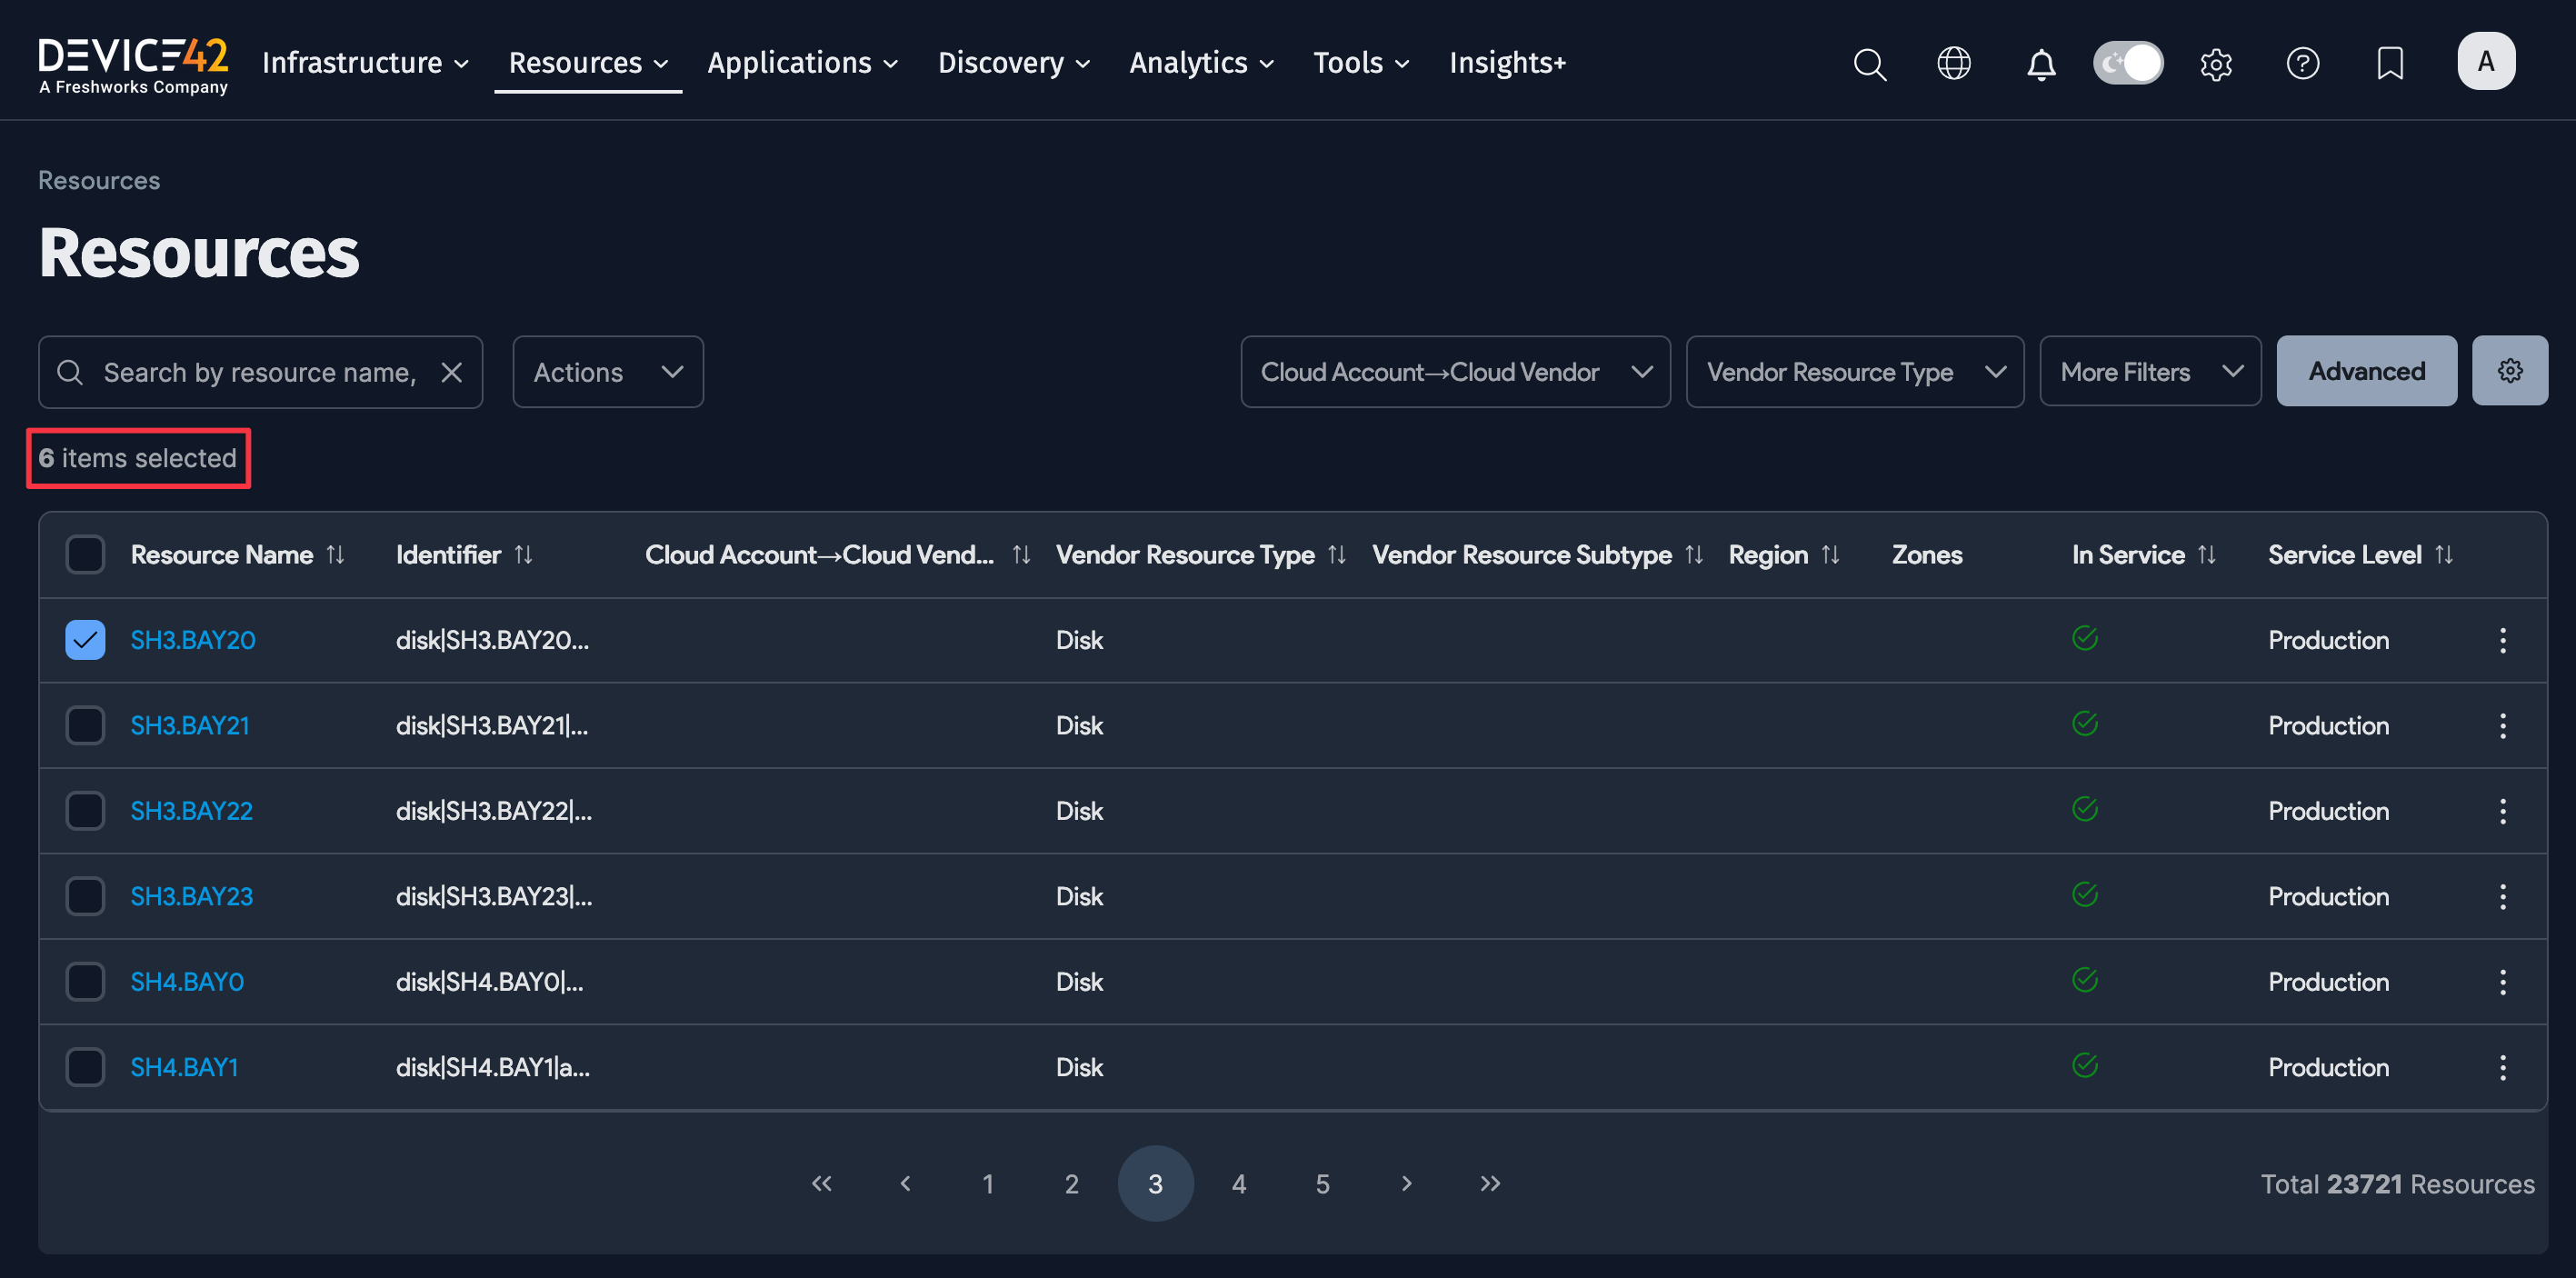 DEVICE42
A Freshworks Company
Infrastructure Resources Applications Discovery Analytics Tools Insights+
A
Resources
Resources
Search by resource name, Actions Cloud Account→Cloud Vendor Vendor Resource Type More Filters Advanced
6 items selected
Resource Name Identifier Cloud Account→Cloud Vend... Vendor Resource Type Vendor Resource Subtype Region Zones In Service Service Level
SH3.BAY20 disk|SH3.BAY20... Disk Production
SH3.BAY21 disk|SH3.BAY21|... Disk Production
SH3.BAY22 disk|SH3.BAY22|... Disk Production
SH3.BAY23 disk|SH3.BAY23|... Disk Production
SH4.BAY0 disk|SH4.BAY0|... Disk Production
SH4.BAY1 disk|SH4.BAY1|a... Disk Production
1 2 3 4 5 Total 23721 Resources